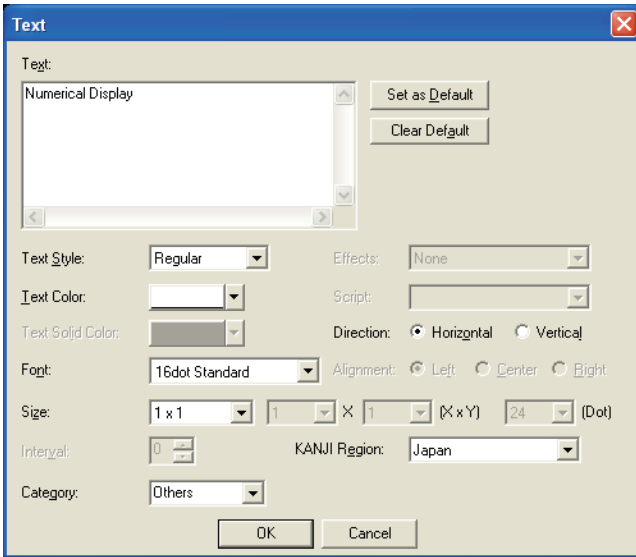 Text
Text:
Numerical Display
Set as Default
Clear Default
Text Style: Regular Effects: None
Text Color: Script:
Text Solid Color: Direction: Horizontal Vertical
Font: 16dot Standard Alignment: Left Center Right
Size: 1 x 1 1 X 1 (X x Y) 24 (Dot)
Interval: 0 KANJI Region: Japan
Category: Others
OK Cancel